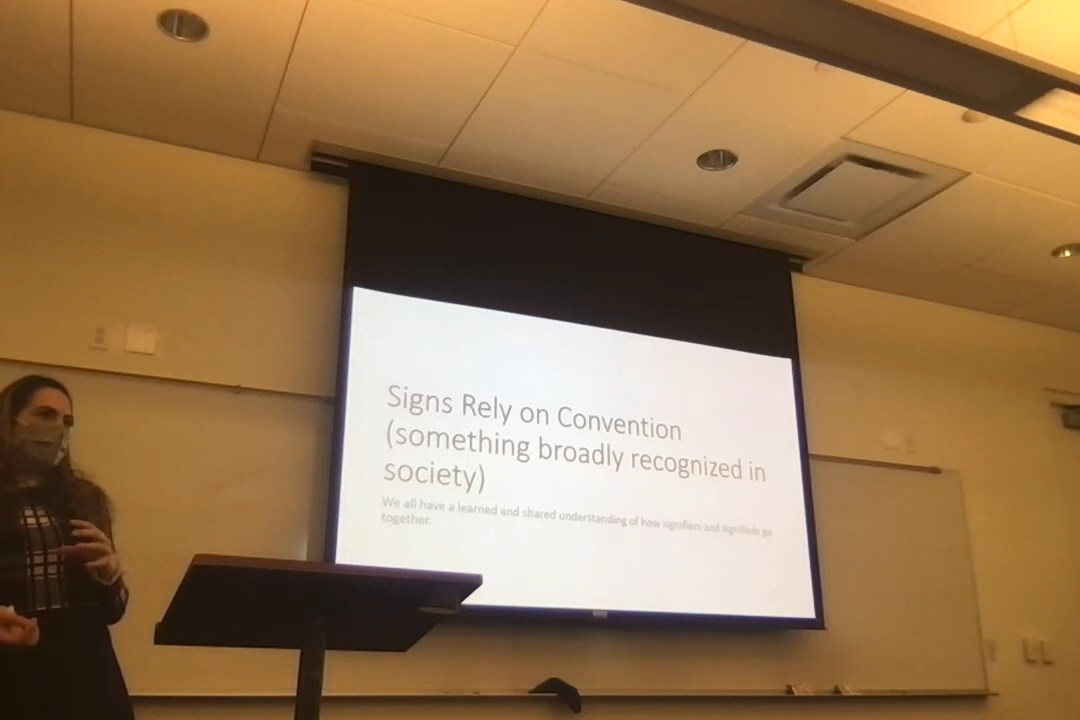 Signs Rely on Convention
(something broadly recognized in
society)
We all have a learned and shared understanding of how signifiers and signifieds go
together.